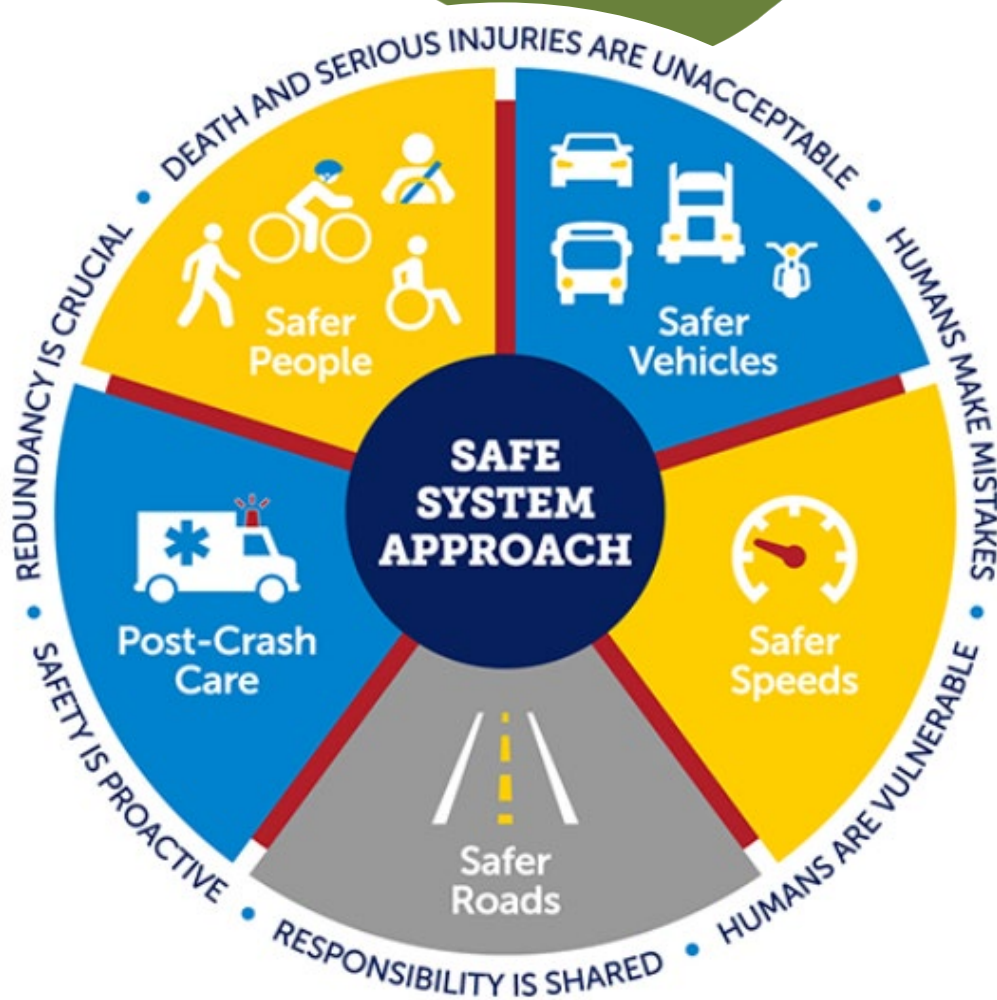 DEATH AND SERIOUS INJURIES ARE UNACCEPTABLE
HUMANS MAKE MISTAKES
HUMANS ARE VULNERABLE
RESPONSIBILITY IS SHARED
SAFETY IS PROACTIVE
REDUNDANCY IS CRUCIAL
Safer
People
Safer
Vehicles
SAFE
SYSTEM
APPROACH
Post-Crash
Care
Safer
Speeds
Safer
Roads